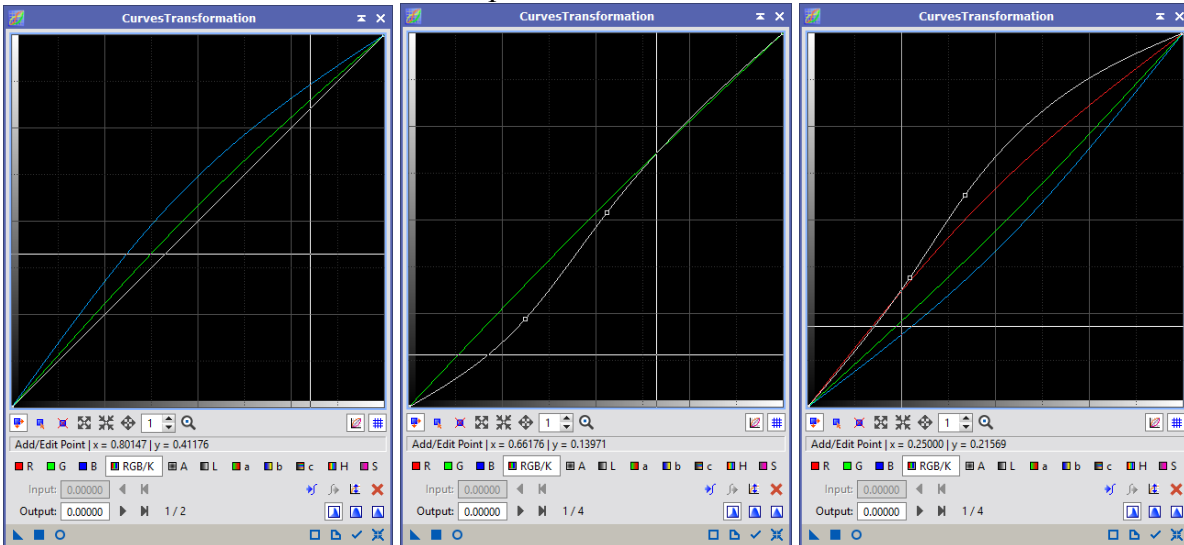 CurvesTransformation
1
Add/Edit Point | x = 0.80147 | y = 0.41176
R G B RGB/K A L a b c H S
Input: 0.00000
Output: 0.00000 1 / 2
CurvesTransformation
1
Add/Edit Point | x = 0.66176 | y = 0.13971
R G B RGB/K A L a b c H S
Input: 0.00000
Output: 0.00000 1 / 4
CurvesTransformation
1
Add/Edit Point | x = 0.25000 | y = 0.21569
R G B RGB/K A L a b c H S
Input: 0.00000
Output: 0.00000 1 / 4